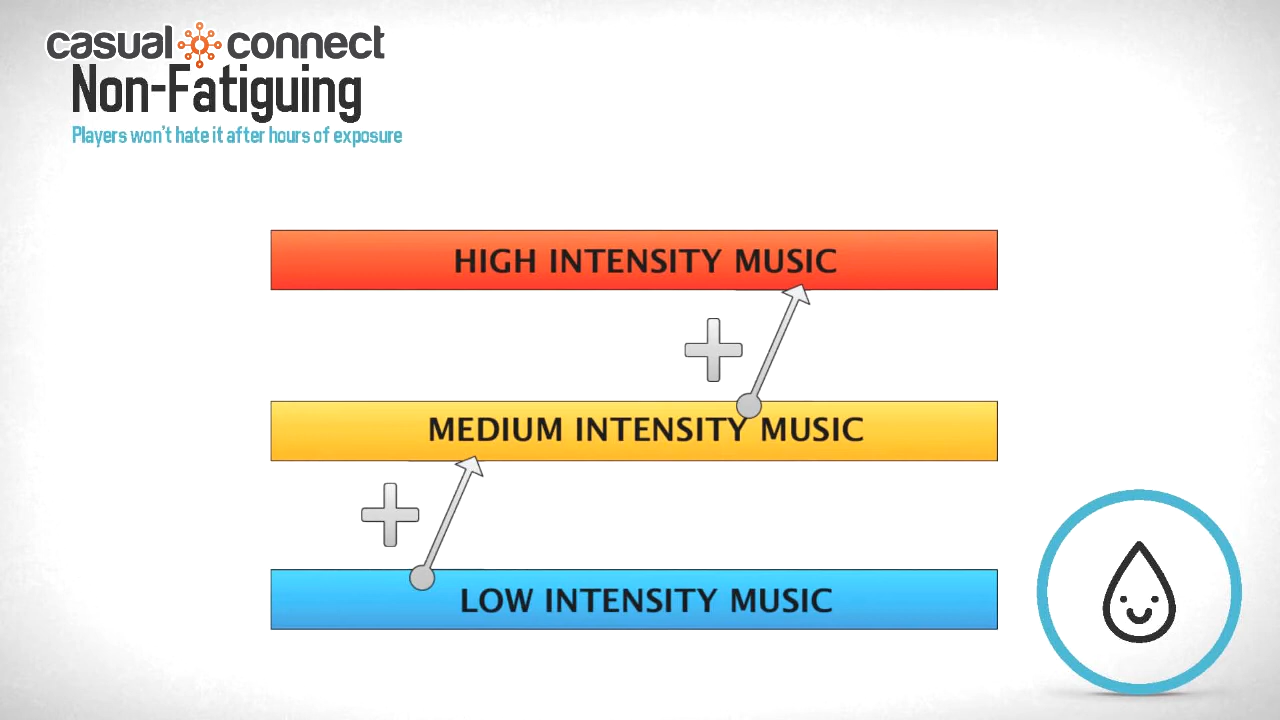 casual connect
Non-Fatiguing
Players won't hate it after hours of exposure
HIGH INTENSITY MUSIC
MEDIUM INTENSITY MUSIC
LOW INTENSITY MUSIC